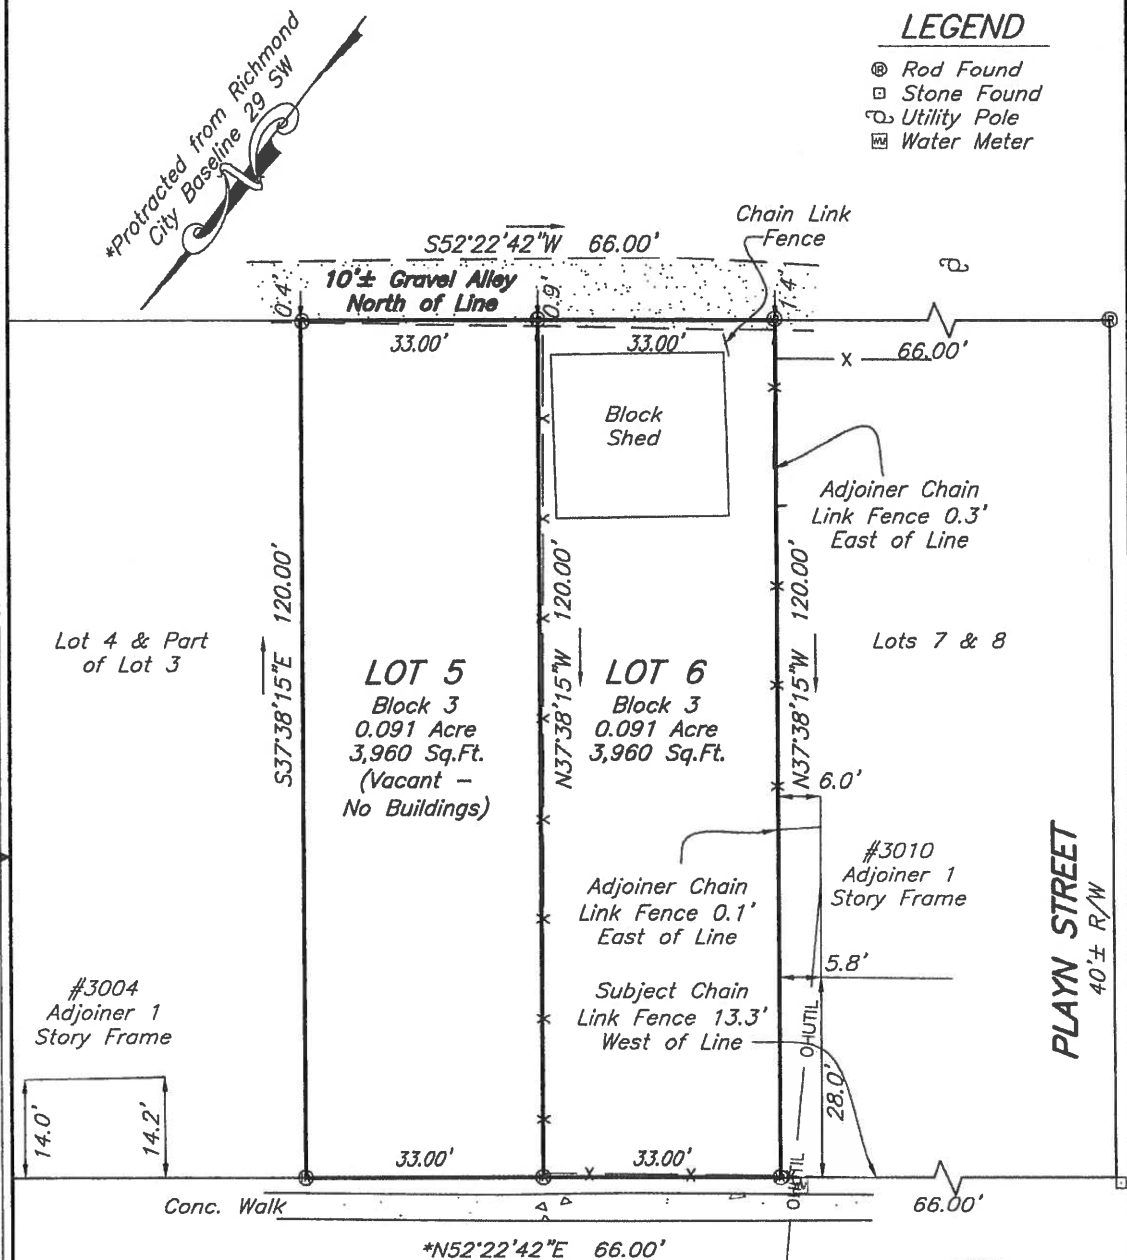 LEGEND
Rod Found
Stone Found
Utility Pole
Water Meter
*Protracted from Richmond
City Baseline 29 SW
N
Chain Link
Fence
S52°22'42"W 66.00'
10'± Gravel Alley
North of Line
0.4'
0.9'
1.4'
33.00'
33.00'
66.00'
X
Block
Shed
Adjoiner Chain
Link Fence 0.3'
East of Line
S37°38'15"E 120.00'
N37°38'15"W 120.00'
N37°38'15"W 120.00'
Lot 4 & Part
of Lot 3
LOT 5
Block 3
0.091 Acre
3,960 Sq.Ft.
(Vacant –
No Buildings)
LOT 6
Block 3
0.091 Acre
3,960 Sq.Ft.
Lots 7 & 8
6.0'
#3010
Adjoiner 1
Story Frame
Adjoiner Chain
Link Fence 0.1'
East of Line
5.8'
PLAYN STREET
40'± R/W
#3004
Adjoiner 1
Story Frame
Subject Chain
Link Fence 13.3'
West of Line
OHUTIL
28.0'
14.0'
14.2'
33.00'
33.00'
OHUTIL
66.00'
Conc. Walk
*N52°22'42"E 66.00'